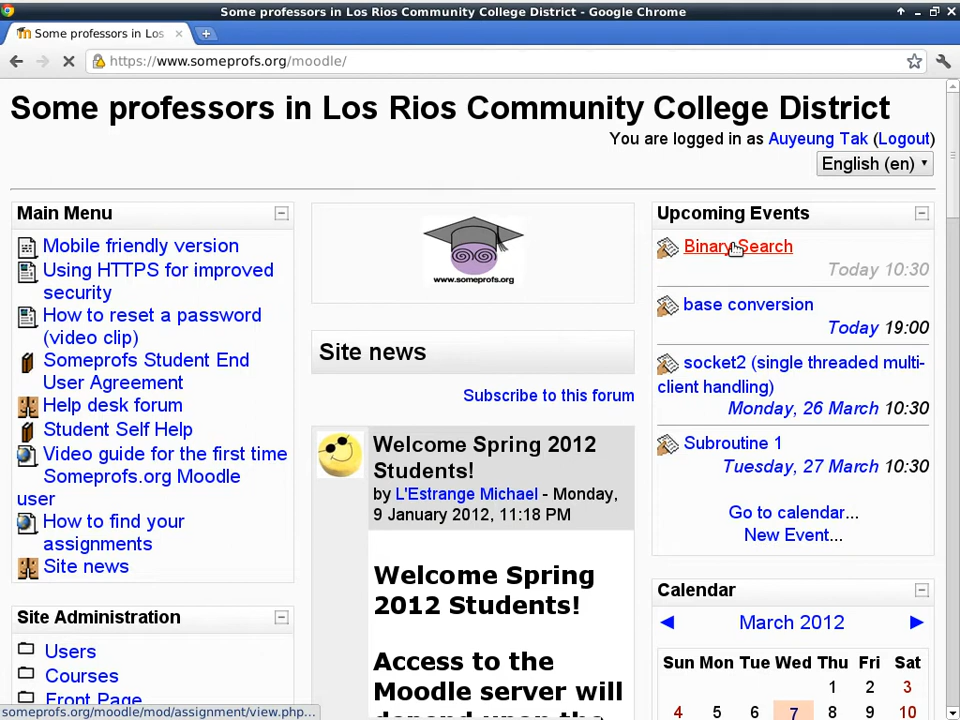 Some professors in Los Rios Community College District - Google Chrome
Some professors in Los
https://www.someprofs.org/moodle/
Some professors in Los Rios Community College District
You are logged in as Auyeung Tak (Logout)
English (en)
Main Menu
Mobile friendly version
Using HTTPS for improved
security
How to reset a password
(video clip)
Someprofs Student End
User Agreement
Help desk forum
Student Self Help
Video guide for the first time
Someprofs.org Moodle
user
How to find your
assignments
Site news
Site Administration
Users
Courses
Front Page
someprofs.org/moodle/mod/assignment/view.php...
www.someprofs.org
Site news
Subscribe to this forum
Welcome Spring 2012
Students!
by L'Estrange Michael - Monday,
9 January 2012, 11:18 PM
Welcome Spring
2012 Students!
Access to the
Moodle server will
depend upon the
Upcoming Events
Binary Search
Today 10:30
base conversion
Today 19:00
socket2 (single threaded multi-
client handling)
Monday, 26 March 10:30
Subroutine 1
Tuesday, 27 March 10:30
Go to calendar...
New Event...
Calendar
March 2012
Sun Mon Tue Wed Thu Fri Sat
1 2 3
4 5 6 7 8 9 10